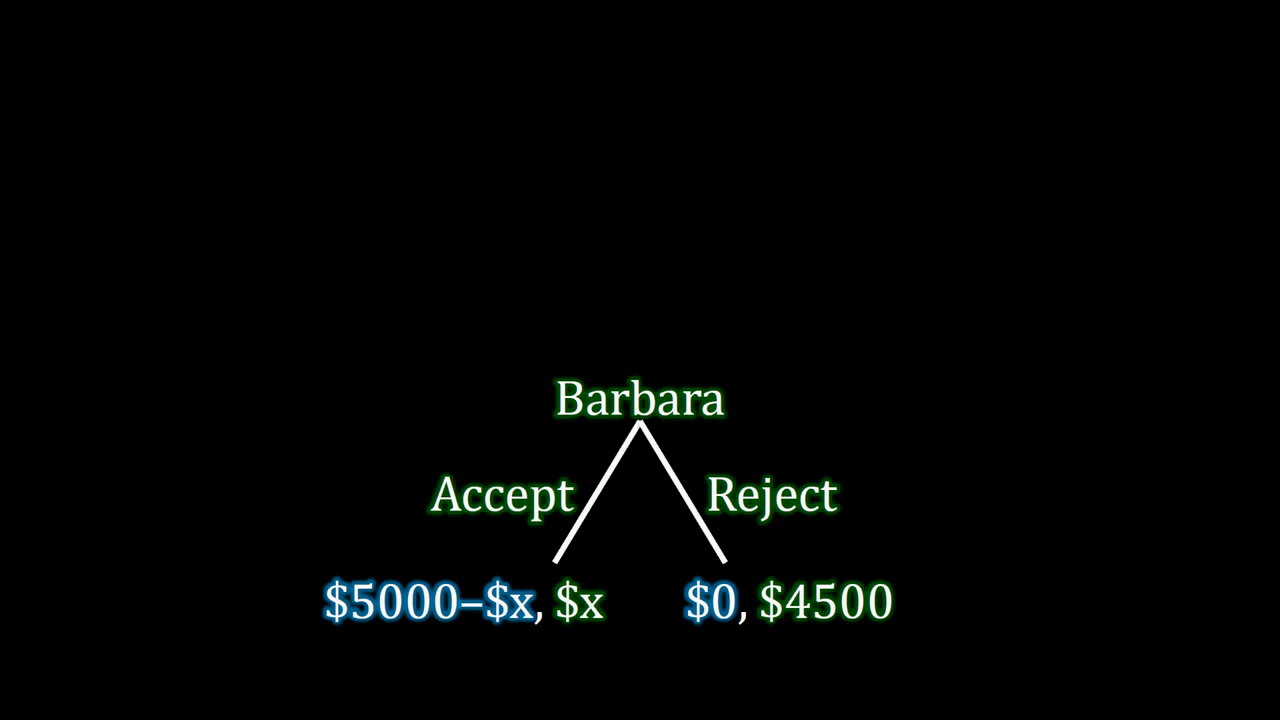 Barbara
Accept Reject
$5000–$x, $x $0, $4500